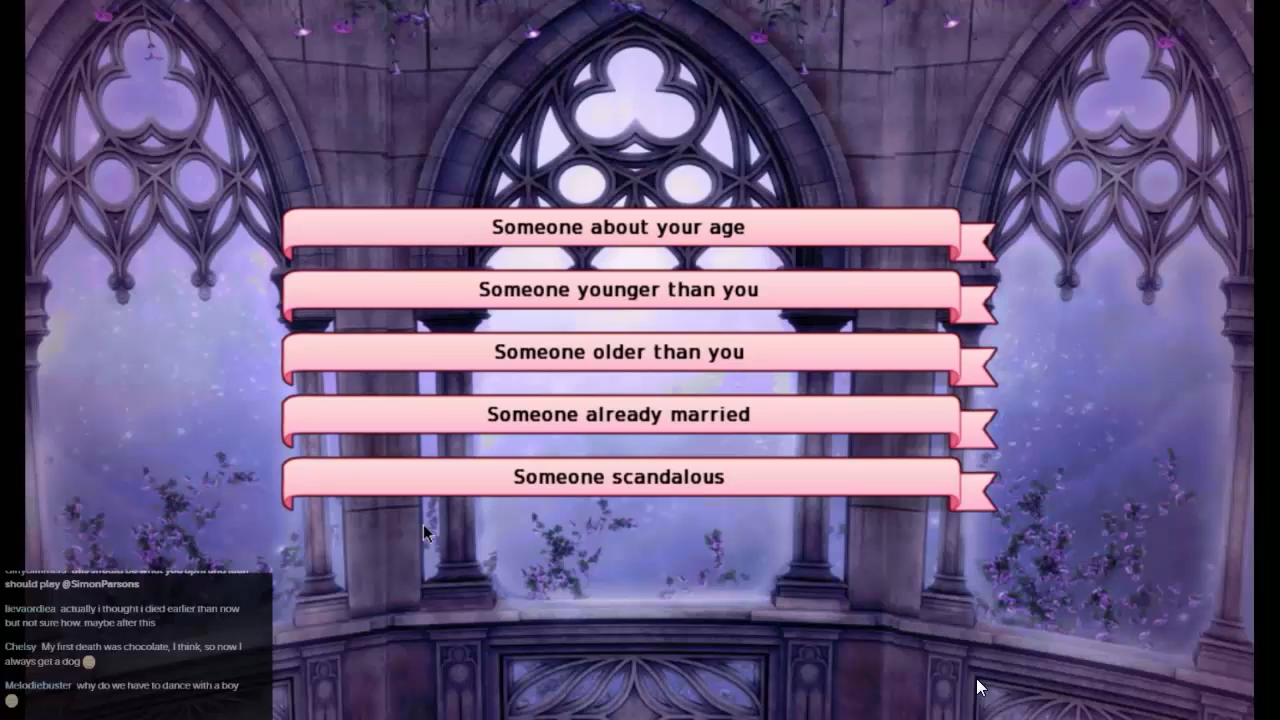 Someone about your age
Someone younger than you
Someone older than you
Someone already married
Someone scandalous
should play @SimonParsons
lievaordiea actually i thought i died earlier than now
but not sure how. maybe after this
Chelsy My first death was chocolate, I think, so now I
always get a dog
Melodiebuster why do we have to dance with a boy